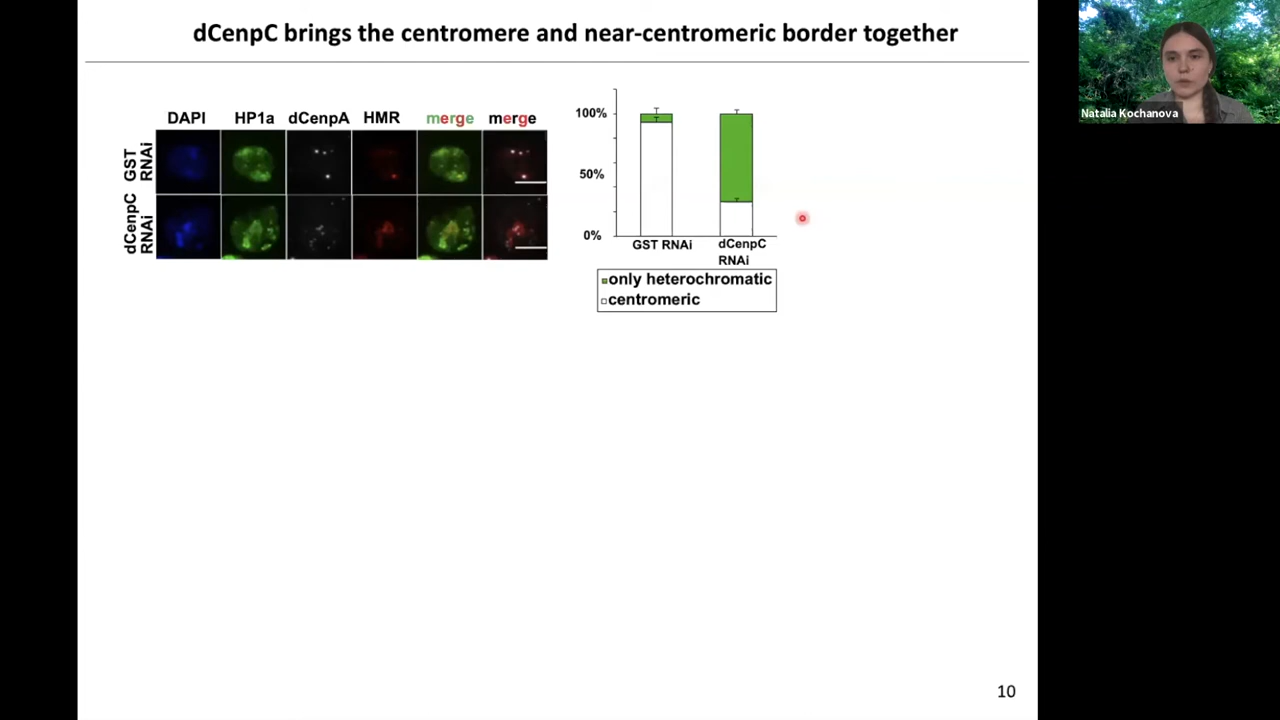 dCenpC brings the centromere and near-centromeric border together
Natalia Kochanova
DAPI HP1a dCenpA HMR merge merge
GST
RNAi
dCenpC
RNAi
100%
50%
0%
GST RNAi
dCenpC
RNAi
only heterochromatic
centromeric
10